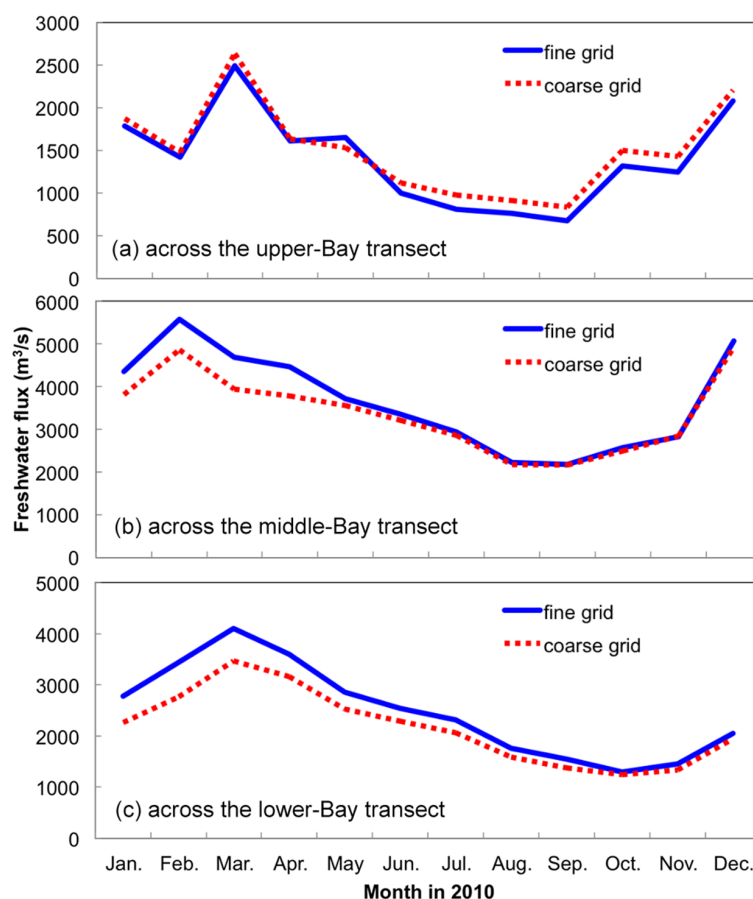 3000
2500
2000
1500
1000
500
0
fine grid
coarse grid
(a) across the upper-Bay transect
Freshwater flux (m³/s)
6000
5000
4000
3000
2000
1000
0
fine grid
coarse grid
(b) across the middle-Bay transect
5000
4000
3000
2000
1000
0
fine grid
coarse grid
(c) across the lower-Bay transect
Jan. Feb. Mar. Apr. May Jun. Jul. Aug. Sep. Oct. Nov. Dec.
Month in 2010